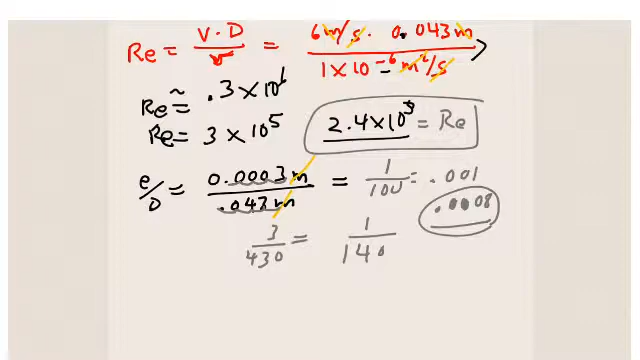 Re = V·D / ν = 6 m/s · 0.043 m / 1 X 10⁻⁶ m²/s
Re ≈ .3 X 10⁶
Re = 3 X 10⁵
2.4 X 10⁵ = Re
e/D = 0.0003 m / .043 m = 1/100 = .001
.0008
3/430 = 1/140